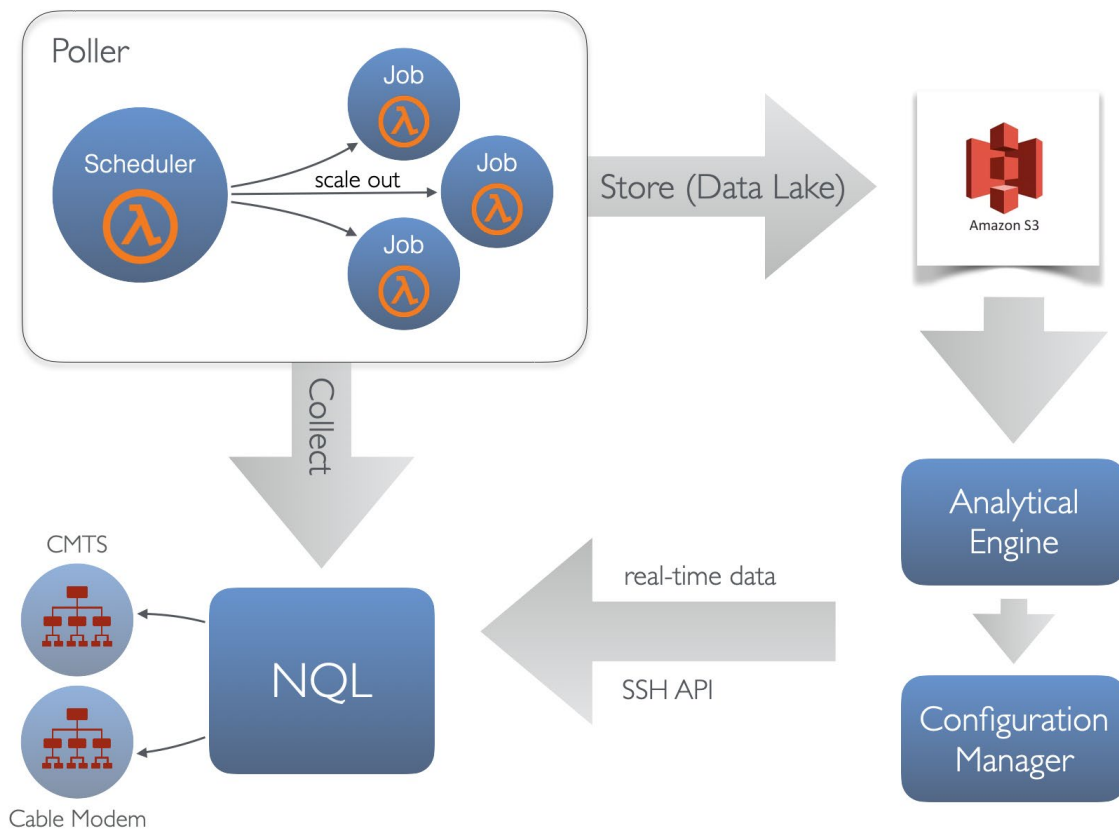 Poller
Job
Scheduler
scale out
Job
Job
Store (Data Lake)
Amazon S3
Collect
Analytical
Engine
CMTS
real-time data
NQL
SSH API
Configuration
Manager
Cable Modem